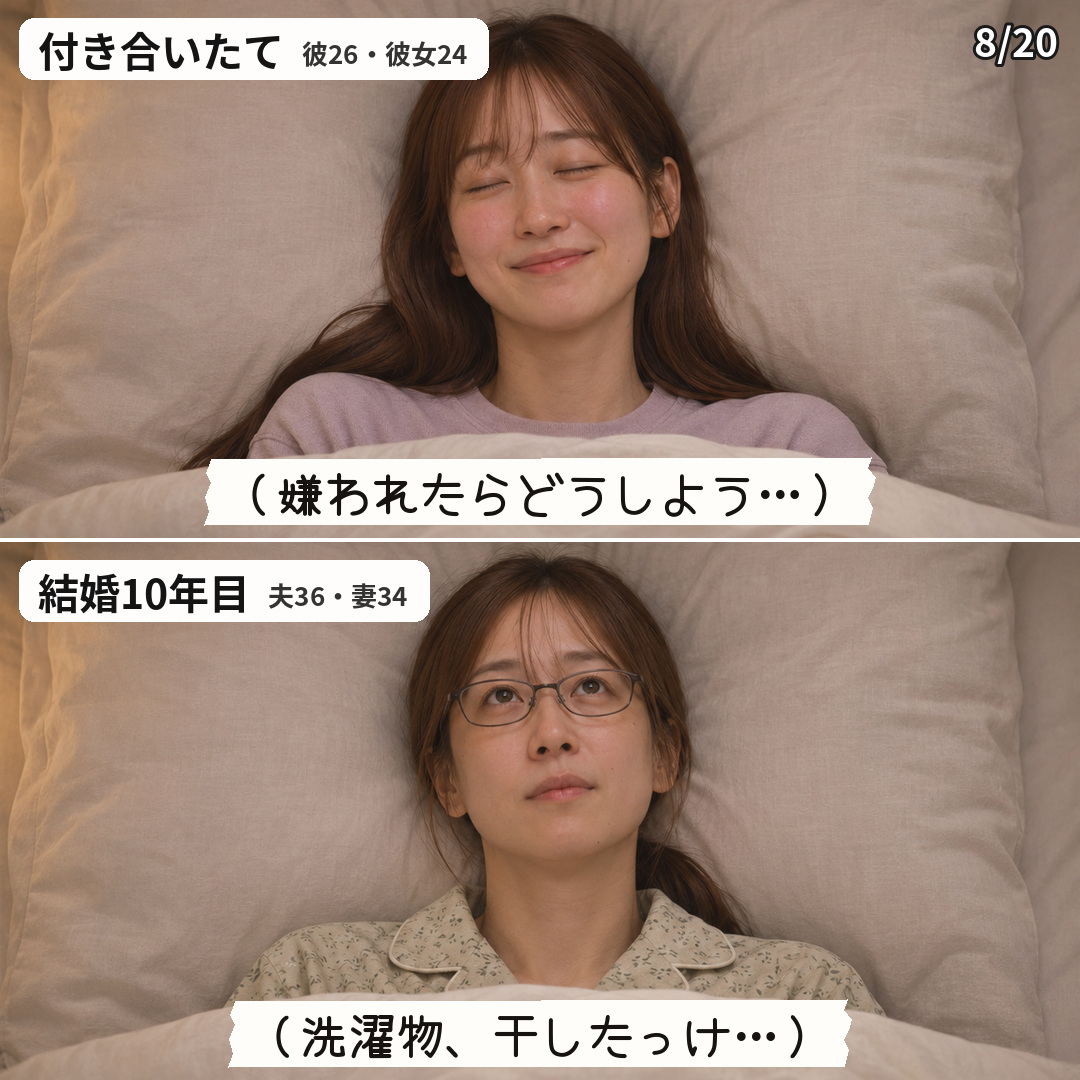 付き合いたて 彼26・彼女24
8/20
（嫌われたらどうしよう…）
結婚10年目 夫36・妻34
（洗濯物、干したっけ…）